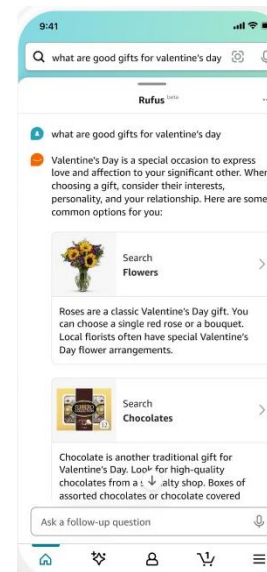 9:41
what are good gifts for valentine's day
Rufus beta
what are good gifts for valentine's day
Valentine's Day is a special occasion to express
love and affection to your significant other. When
choosing a gift, consider their interests,
personality, and your relationship. Here are some
common options for you:
Search
Flowers
Roses are a classic Valentine's Day gift. You
can choose a single red rose or a bouquet.
Local florists often have special Valentine's
Day flower arrangements.
Search
Chocolates
Chocolate is another traditional gift for
Valentine's Day. Look for high-quality
chocolates from a
shop. Boxes of
assorted chocolates or chocolate covered
Ask a follow-up question
1